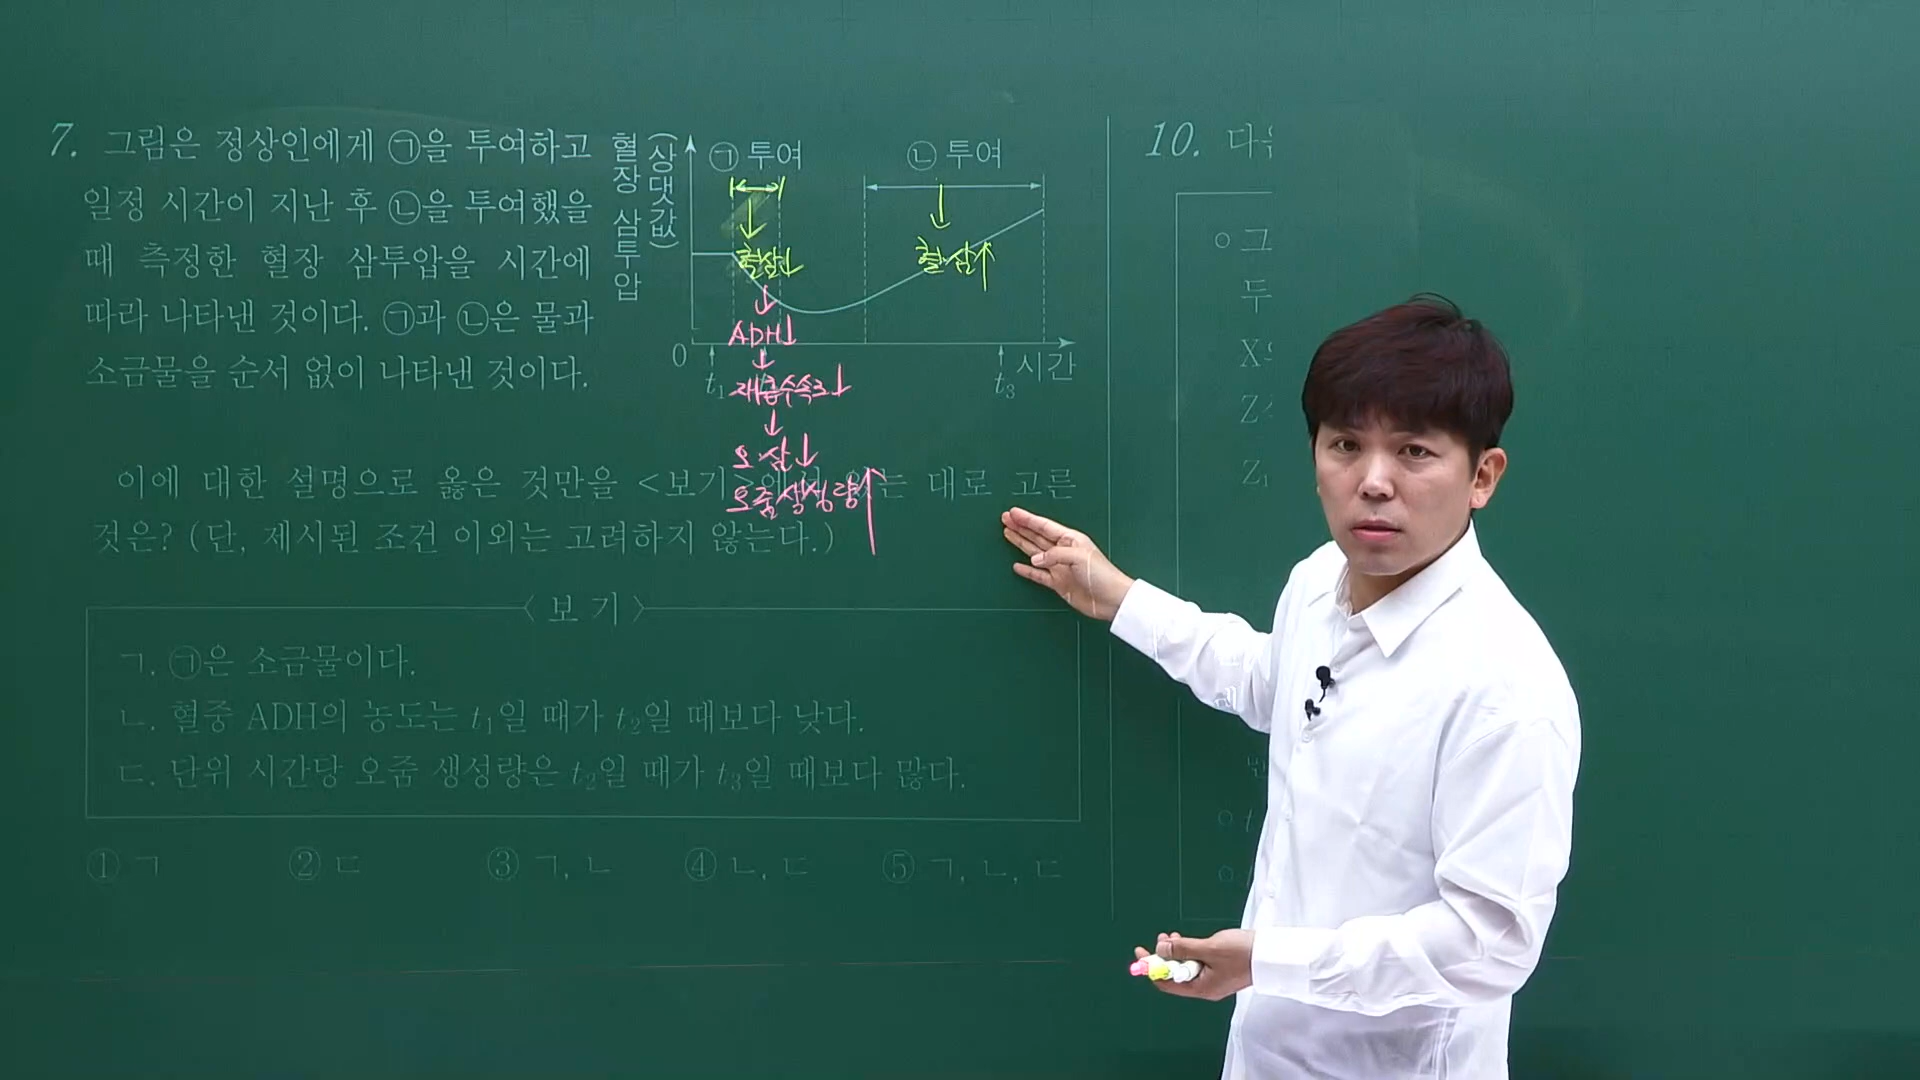 7. 그림은 정상인에게 ㉠을 투여하고
일정 시간이 지난 후 ㉡을 투여했을
때 측정한 혈장 삼투압을 시간에
따라 나타낸 것이다. ㉠과 ㉡은 물과
소금물을 순서 없이 나타낸 것이다.
혈장 삼투압
(상댓값)
㉠ 투여
㉡ 투여
혈삼↓
혈·삼↑
↓
ADH↓
0
t₁
t₃
시간
↓
재흡수속도↓
↓
오·삼↓
오줌생성량↑
이에 대한 설명으로 옳은 것만을 <보기> 는 대로 고른
것은? (단, 제시된 조건 이외는 고려하지 않는다.)
<보 기>
ㄱ. ㉠은 소금물이다.
ㄴ. 혈중 ADH의 농도는 t₁일 때가 t₂일 때보다 낮다.
ㄷ. 단위 시간당 오줌 생성량은 t₂일 때가 t₃일 때보다 많다.
① ㄱ ② ㄷ ③ ㄱ, ㄴ ④ ㄴ, ㄷ ⑤ ㄱ, ㄴ, ㄷ
10. 다
○ 그
두
X
Z
Z₁
○ t
○